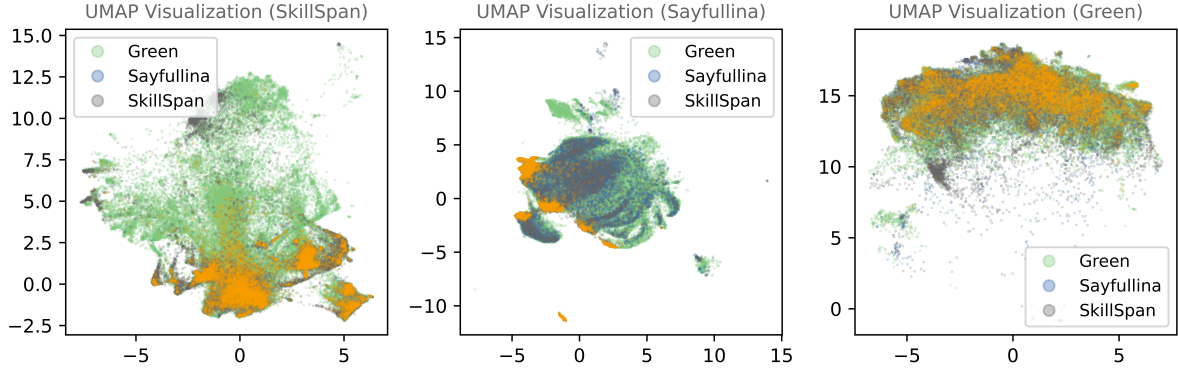 UMAP Visualization (SkillSpan)
15.0
12.5
10.0
7.5
5.0
2.5
0.0
−2.5
−5
0
5
Green
Sayfullina
SkillSpan
UMAP Visualization (Sayfullina)
15
10
5
0
−5
−10
−5
0
5
10
15
Green
Sayfullina
SkillSpan
UMAP Visualization (Green)
15
10
5
0
−5
0
5
Green
Sayfullina
SkillSpan